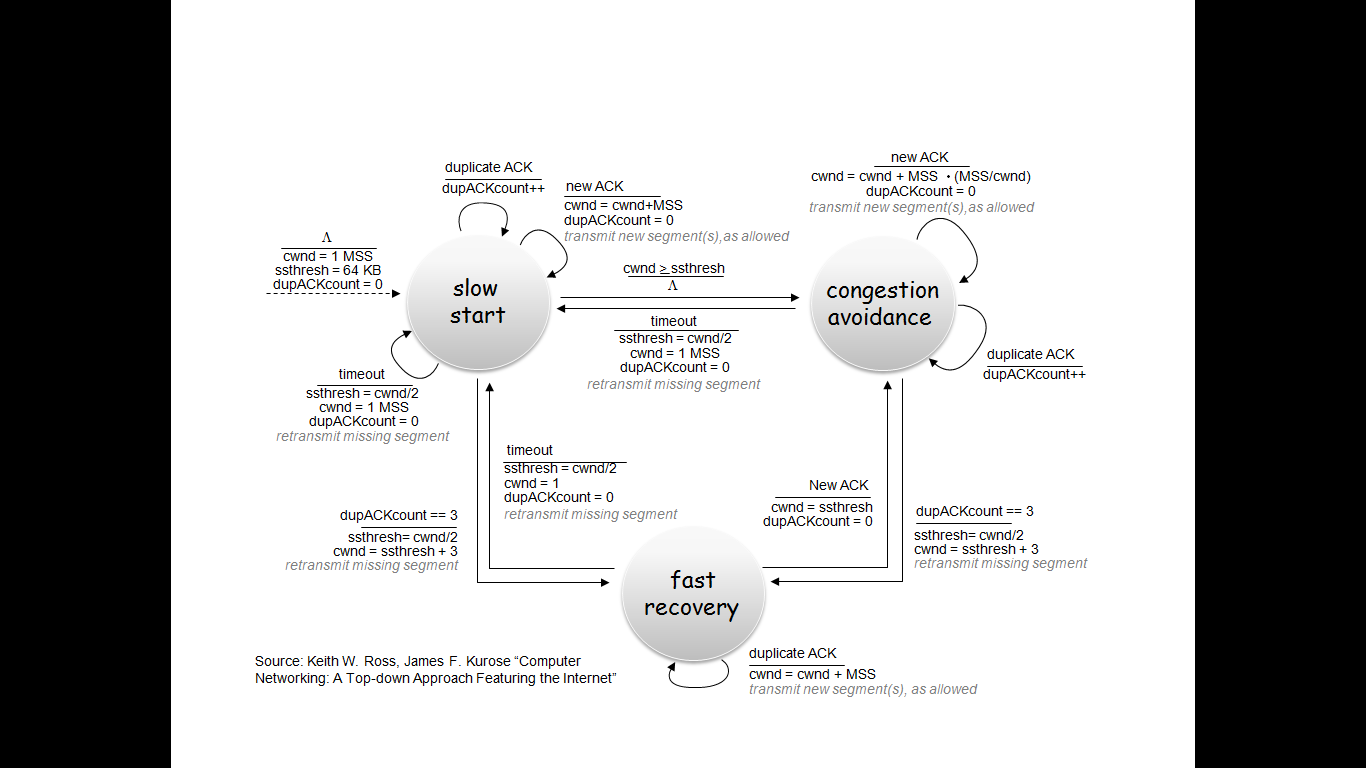 duplicate ACK
dupACKcount++
new ACK
cwnd = cwnd+MSS
dupACKcount = 0
transmit new segment(s),as allowed
new ACK
cwnd = cwnd + MSS • (MSS/cwnd)
dupACKcount = 0
transmit new segment(s),as allowed
Λ
cwnd = 1 MSS
ssthresh = 64 KB
dupACKcount = 0
slow
start
cwnd ≥ ssthresh
Λ
congestion
avoidance
timeout
ssthresh = cwnd/2
cwnd = 1 MSS
dupACKcount = 0
retransmit missing segment
duplicate ACK
dupACKcount++
timeout
ssthresh = cwnd/2
cwnd = 1 MSS
dupACKcount = 0
retransmit missing segment
timeout
ssthresh = cwnd/2
cwnd = 1
dupACKcount = 0
retransmit missing segment
New ACK
cwnd = ssthresh
dupACKcount = 0
dupACKcount == 3
ssthresh= cwnd/2
cwnd = ssthresh + 3
retransmit missing segment
dupACKcount == 3
ssthresh= cwnd/2
cwnd = ssthresh + 3
retransmit missing segment
fast
recovery
duplicate ACK
cwnd = cwnd + MSS
transmit new segment(s), as allowed
Source: Keith W. Ross, James F. Kurose “Computer
Networking: A Top-down Approach Featuring the Internet”